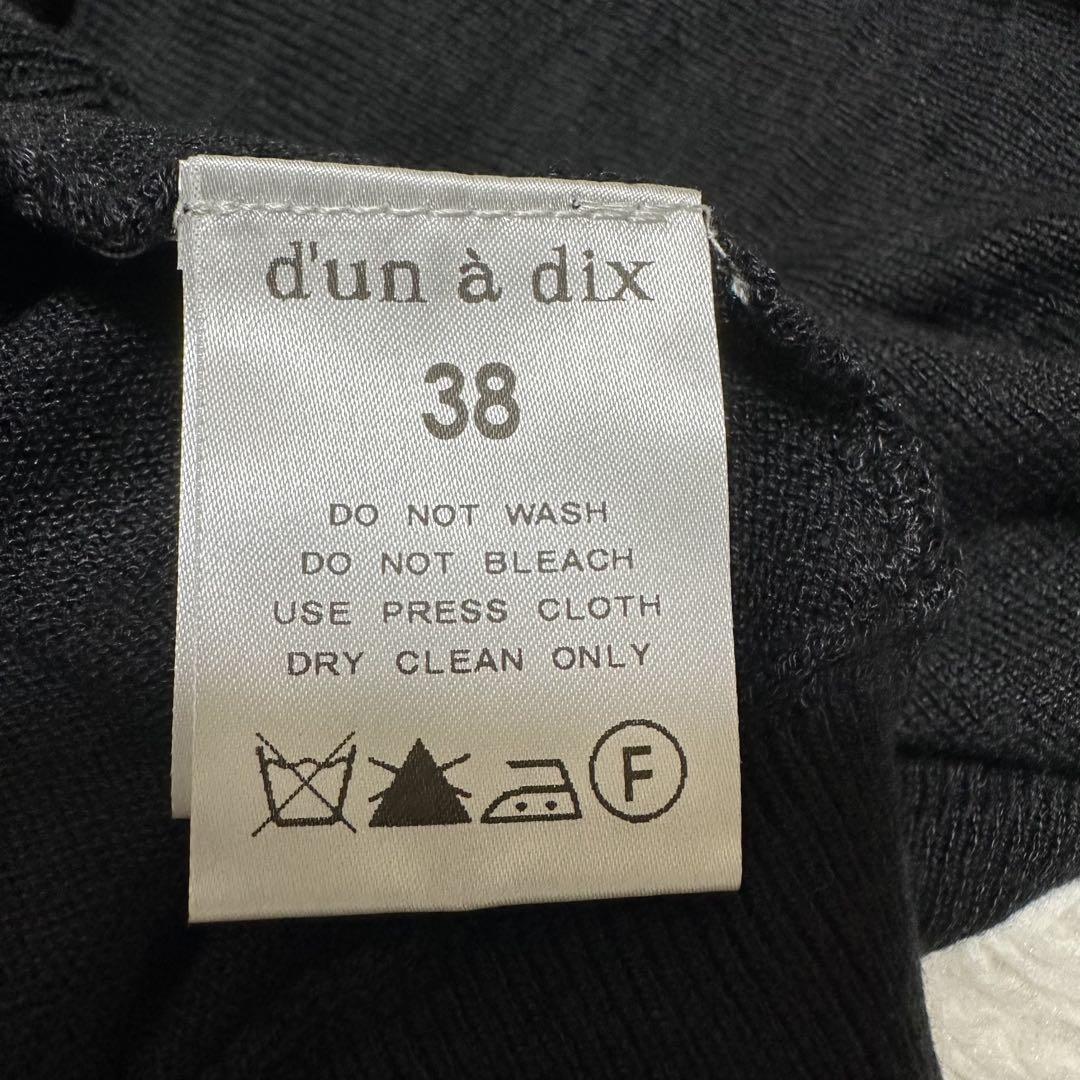 d'un à dix
38
DO NOT WASH
DO NOT BLEACH
USE PRESS CLOTH
DRY CLEAN ONLY
F